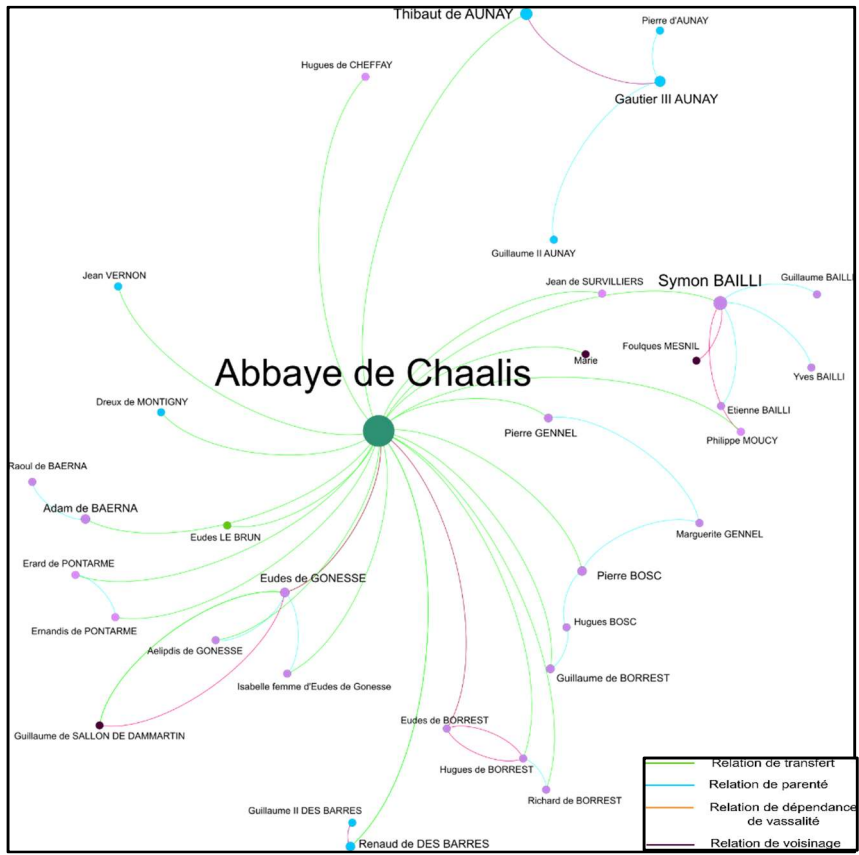 Thibaut de AUNAY
Pierre d'AUNAY
Hugues de CHEFFAY
Gautier III AUNAY
Guillaume II AUNAY
Jean VERNON
Jean de SURVILLIERS
Symon BAILLI
Guillaume BAILLI
Foulques MESNIL
Marie
Abbaye de Chaalis
Yves BAILLI
Dreux de MONTIGNY
Etienne BAILLI
Pierre GENNEL
Philippe MOUCY
Raoul de BAERNA
Adam de BAERNA
Eudes LE BRUN
Marguerite GENNEL
Erard de PONTARME
Eudes de GONESSE
Pierre BOSC
Hugues BOSC
Ernandis de PONTARME
Aelipdis de GONESSE
Guillaume de BORREST
Isabelle femme d'Eudes de Gonesse
Eudes de BORREST
Guillaume de SALLON DE DAMMARTIN
Hugues de BORREST
Richard de BORREST
Guillaume II DES BARRES
Renaud de DES BARRES
Relation de transfert
Relation de parenté
Relation de dépendance
de vassalité
Relation de voisinage